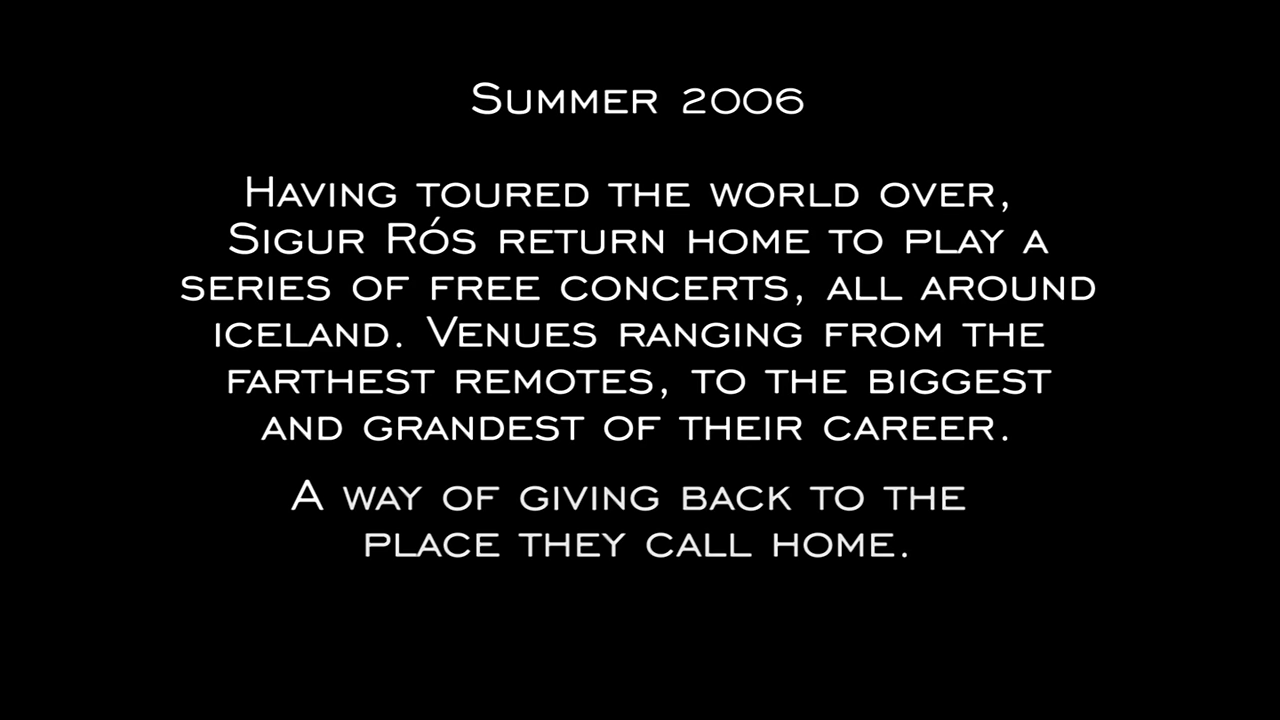 Summer 2006
Having toured the world over,
Sigur Rós return home to play a
series of free concerts, all around
iceland. Venues ranging from the
farthest remotes, to the biggest
and grandest of their career.
A way of giving back to the
place they call home.